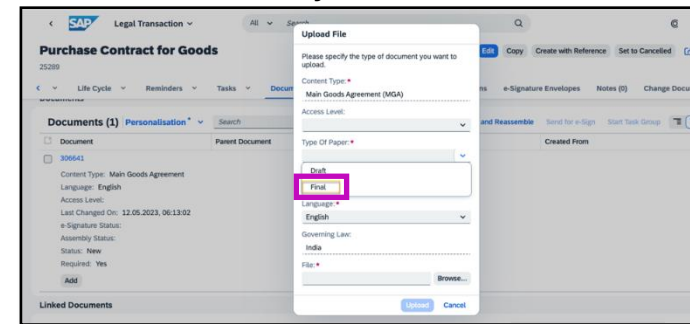 SAP Legal Transaction All
Purchase Contract for Goods
25289
Edit Copy Create with Reference Set to Cancelled
Life Cycle Reminders Tasks e-Signature Envelopes Notes (0)
Documents (1) Personalisation* Search and Reassemble Send for e-Sign Start Task Group
Document Parent Document Created From
306641
Content Type: Main Goods Agreement
Language: English
Access Level:
Last Changed On: 12.05.2023, 06:13:02
e-Signature Status:
Assembly Status:
Status: New
Required: Yes
Add
Linked Documents
Upload File
Please specify the type of document you want to
upload.
Content Type: *
Main Goods Agreement (MGA)
Access Level:
Type Of Paper: *
Draft
Final
Language: *
English
Governing Law:
India
File: *
Browse...
Upload Cancel